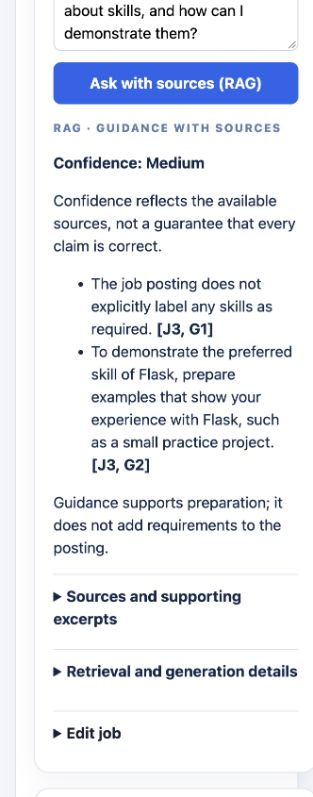 about skills, and how can I
demonstrate them?
Ask with sources (RAG)
RAG · GUIDANCE WITH SOURCES
Confidence: Medium
Confidence reflects the available
sources, not a guarantee that every
claim is correct.
• The job posting does not
explicitly label any skills as
required. [J3, G1]
• To demonstrate the preferred
skill of Flask, prepare
examples that show your
experience with Flask, such
as a small practice project.
[J3, G2]
Guidance supports preparation; it
does not add requirements to the
posting.
▶ Sources and supporting
excerpts
▶ Retrieval and generation details
▶ Edit job